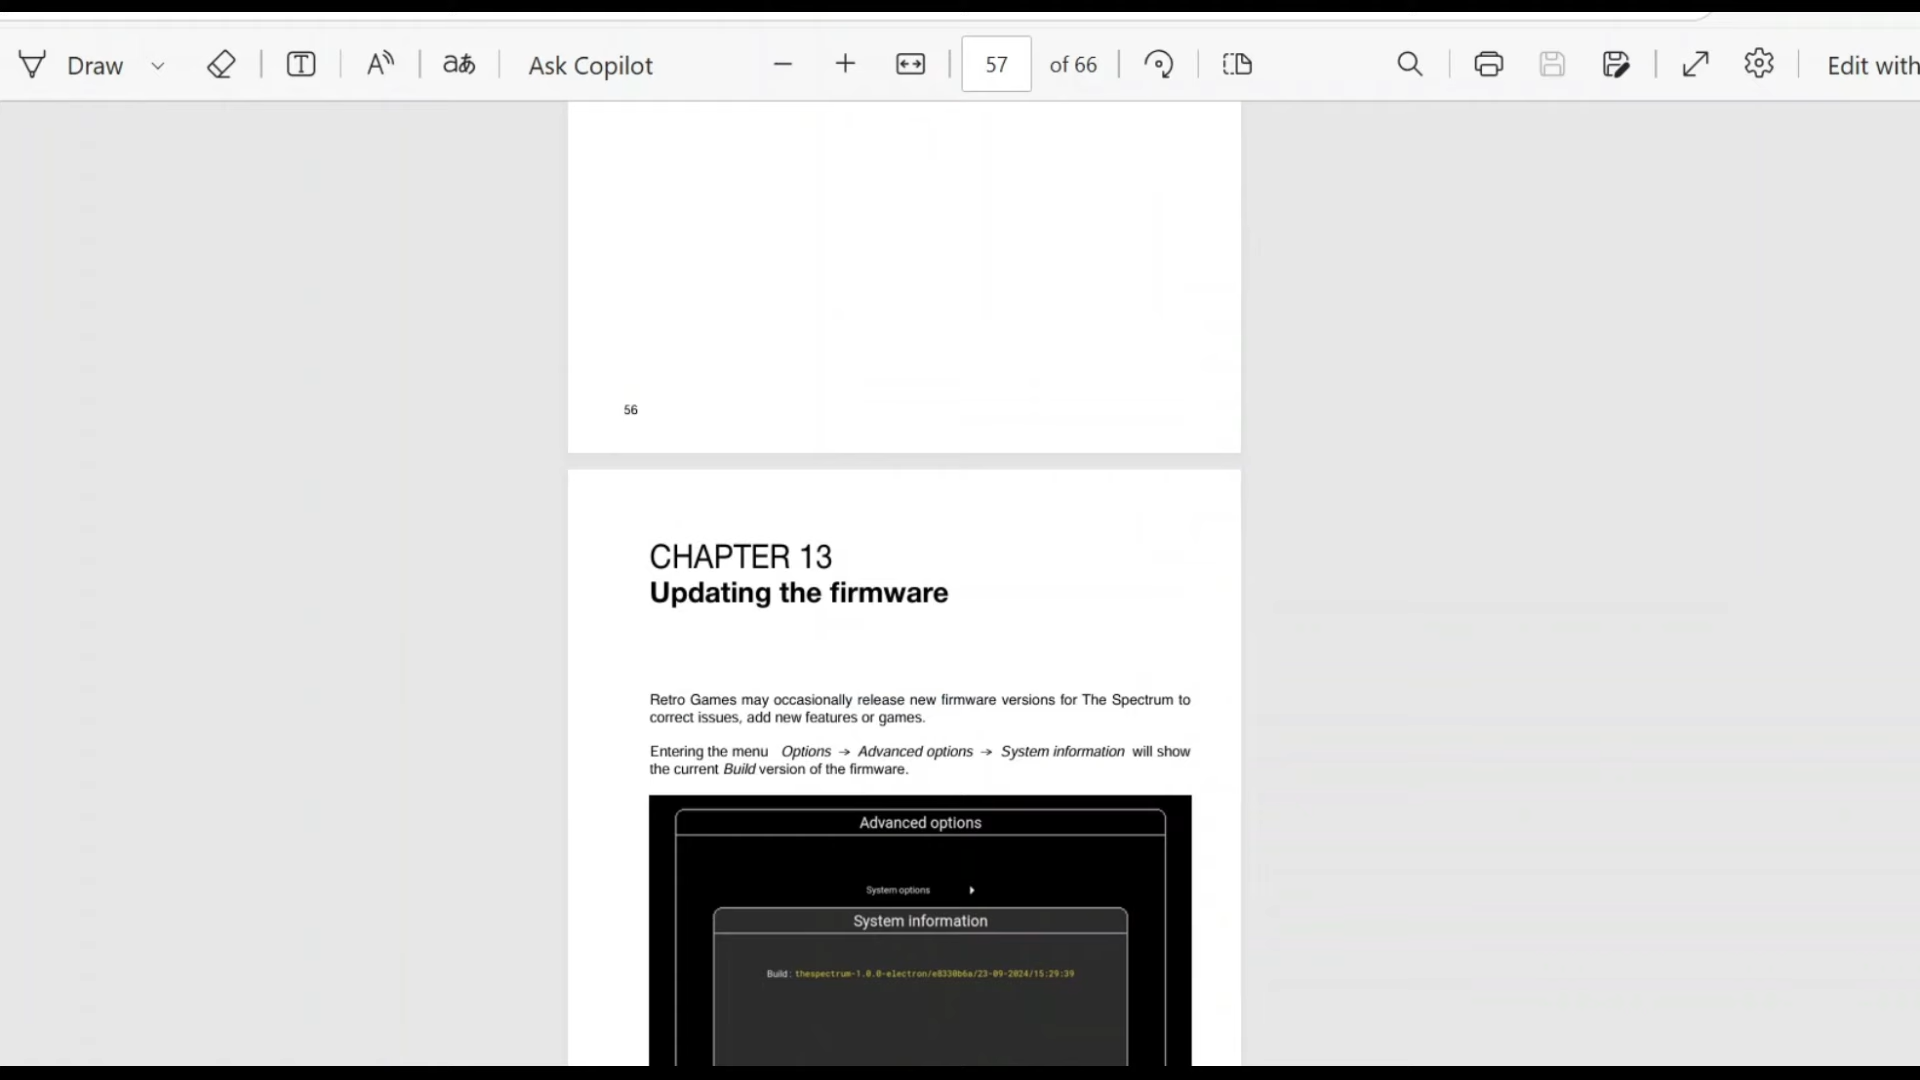 Draw
T
A
aあ
Ask Copilot
57 of 66
Edit with
56
CHAPTER 13
Updating the firmware
Retro Games may occasionally release new firmware versions for The Spectrum to
correct issues, add new features or games.
Entering the menu Options → Advanced options → System information will show
the current Build version of the firmware.
Advanced options
System options
System information
Build: thespectrum-1.0.0-electron/e8330b6a/23-09-2024/15:29:39